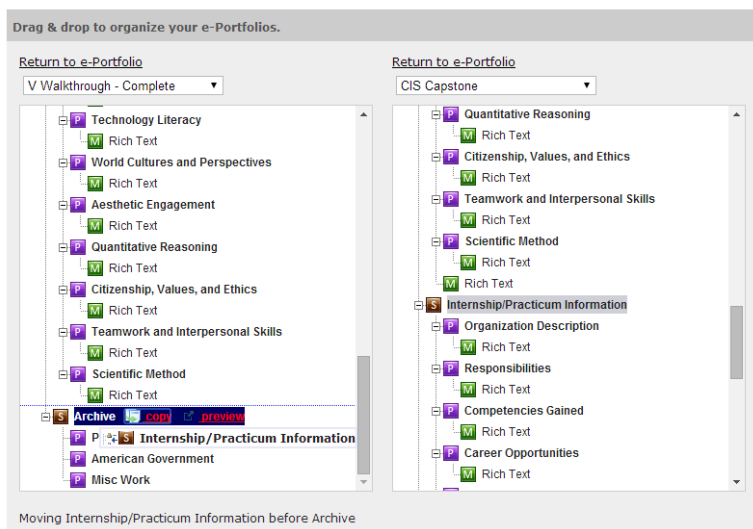 Drag & drop to organize your e-Portfolios.
Return to e-Portfolio
V Walkthrough - Complete
P Technology Literacy
M Rich Text
P World Cultures and Perspectives
M Rich Text
P Aesthetic Engagement
M Rich Text
P Quantitative Reasoning
M Rich Text
P Citizenship, Values, and Ethics
M Rich Text
P Teamwork and Interpersonal Skills
M Rich Text
P Scientific Method
M Rich Text
S Archive copy preview
P P S Internship/Practicum Information
P American Government
P Misc Work
Return to e-Portfolio
CIS Capstone
P Quantitative Reasoning
M Rich Text
P Citizenship, Values, and Ethics
M Rich Text
P Teamwork and Interpersonal Skills
M Rich Text
P Scientific Method
M Rich Text
M Rich Text
S Internship/Practicum Information
P Organization Description
M Rich Text
P Responsibilities
M Rich Text
P Competencies Gained
M Rich Text
P Career Opportunities
M Rich Text
Moving Internship/Practicum Information before Archive